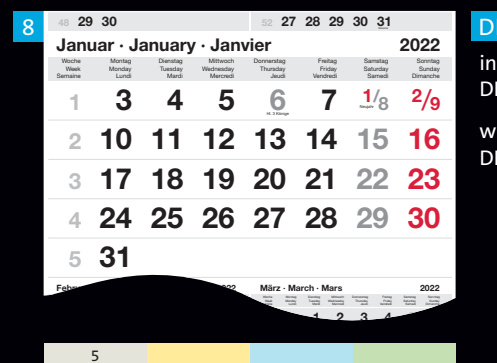 8
48 29 30 52 27 28 29 30 31
Januar · January · Janvier 2022
Woche Montag Dienstag Mittwoch Donnerstag Freitag Samstag Sonntag
Week Monday Tuesday Wednesday Thursday Friday Saturday Sunday
Semaine Lundi Mardi Mercredi Jeudi Vendredi Samedi Dimanche
1 3 4 5 6 7 1/8 2/9
Hl. 3 Könige Neujahr
2 10 11 12 13 14 15 16
3 17 18 19 20 21 22 23
4 24 25 26 27 28 29 30
5 31
Febru 2022 März · March · Mars 2022
1 2 3 4
5
D
in
DI
w
DI